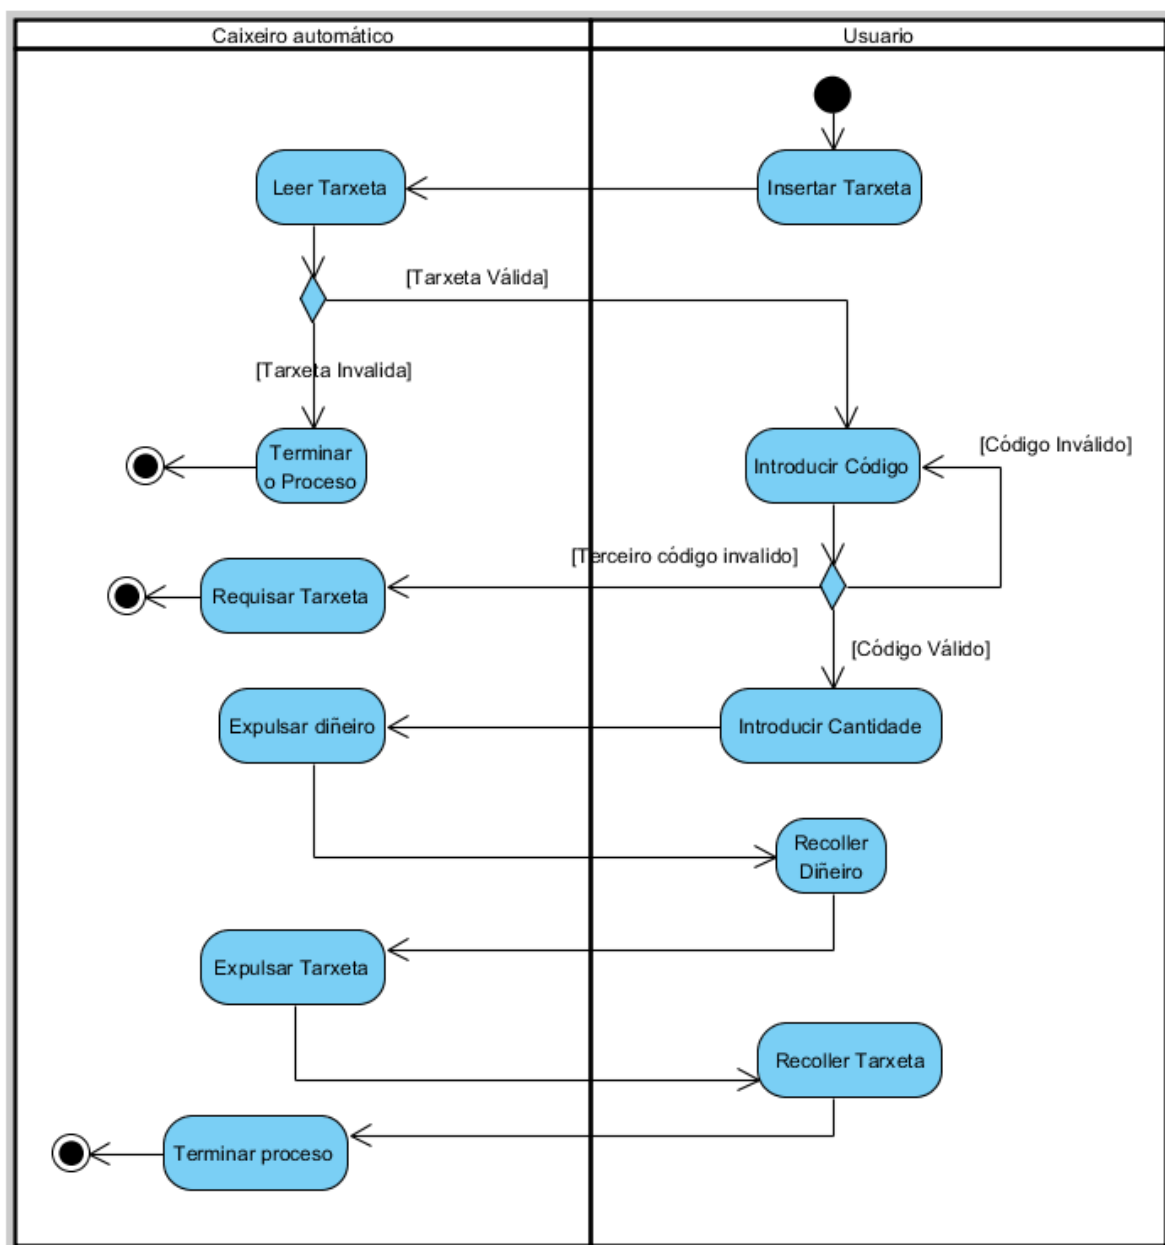 Caixeiro automático
Usuario
Leer Tarxeta
Insertar Tarxeta
[Tarxeta Válida]
[Tarxeta Invalida]
Terminar
o Proceso
Introducir Código
[Código Inválido]
[Terceiro código invalido]
Requisar Tarxeta
[Código Válido]
Expulsar diñeiro
Introducir Cantidade
Recoller
Diñeiro
Expulsar Tarxeta
Recoller Tarxeta
Terminar proceso